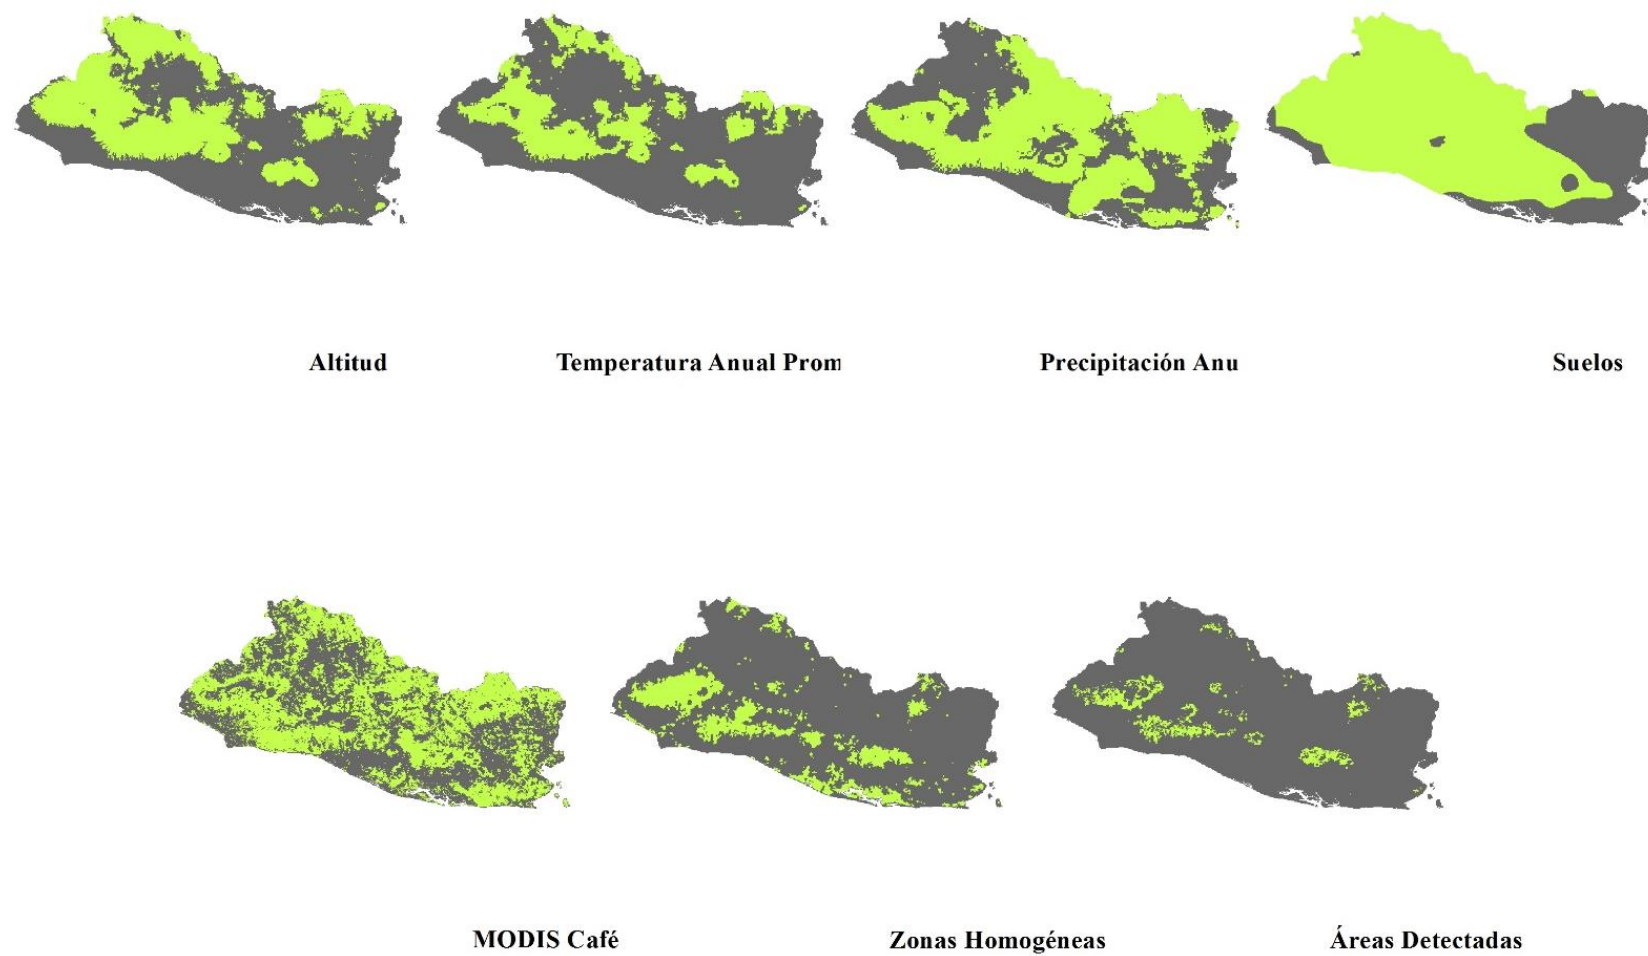 Altitud
Temperatura Anual Prom
Precipitación Anu
Suelos
MODIS Café
Zonas Homogéneas
Áreas Detectadas